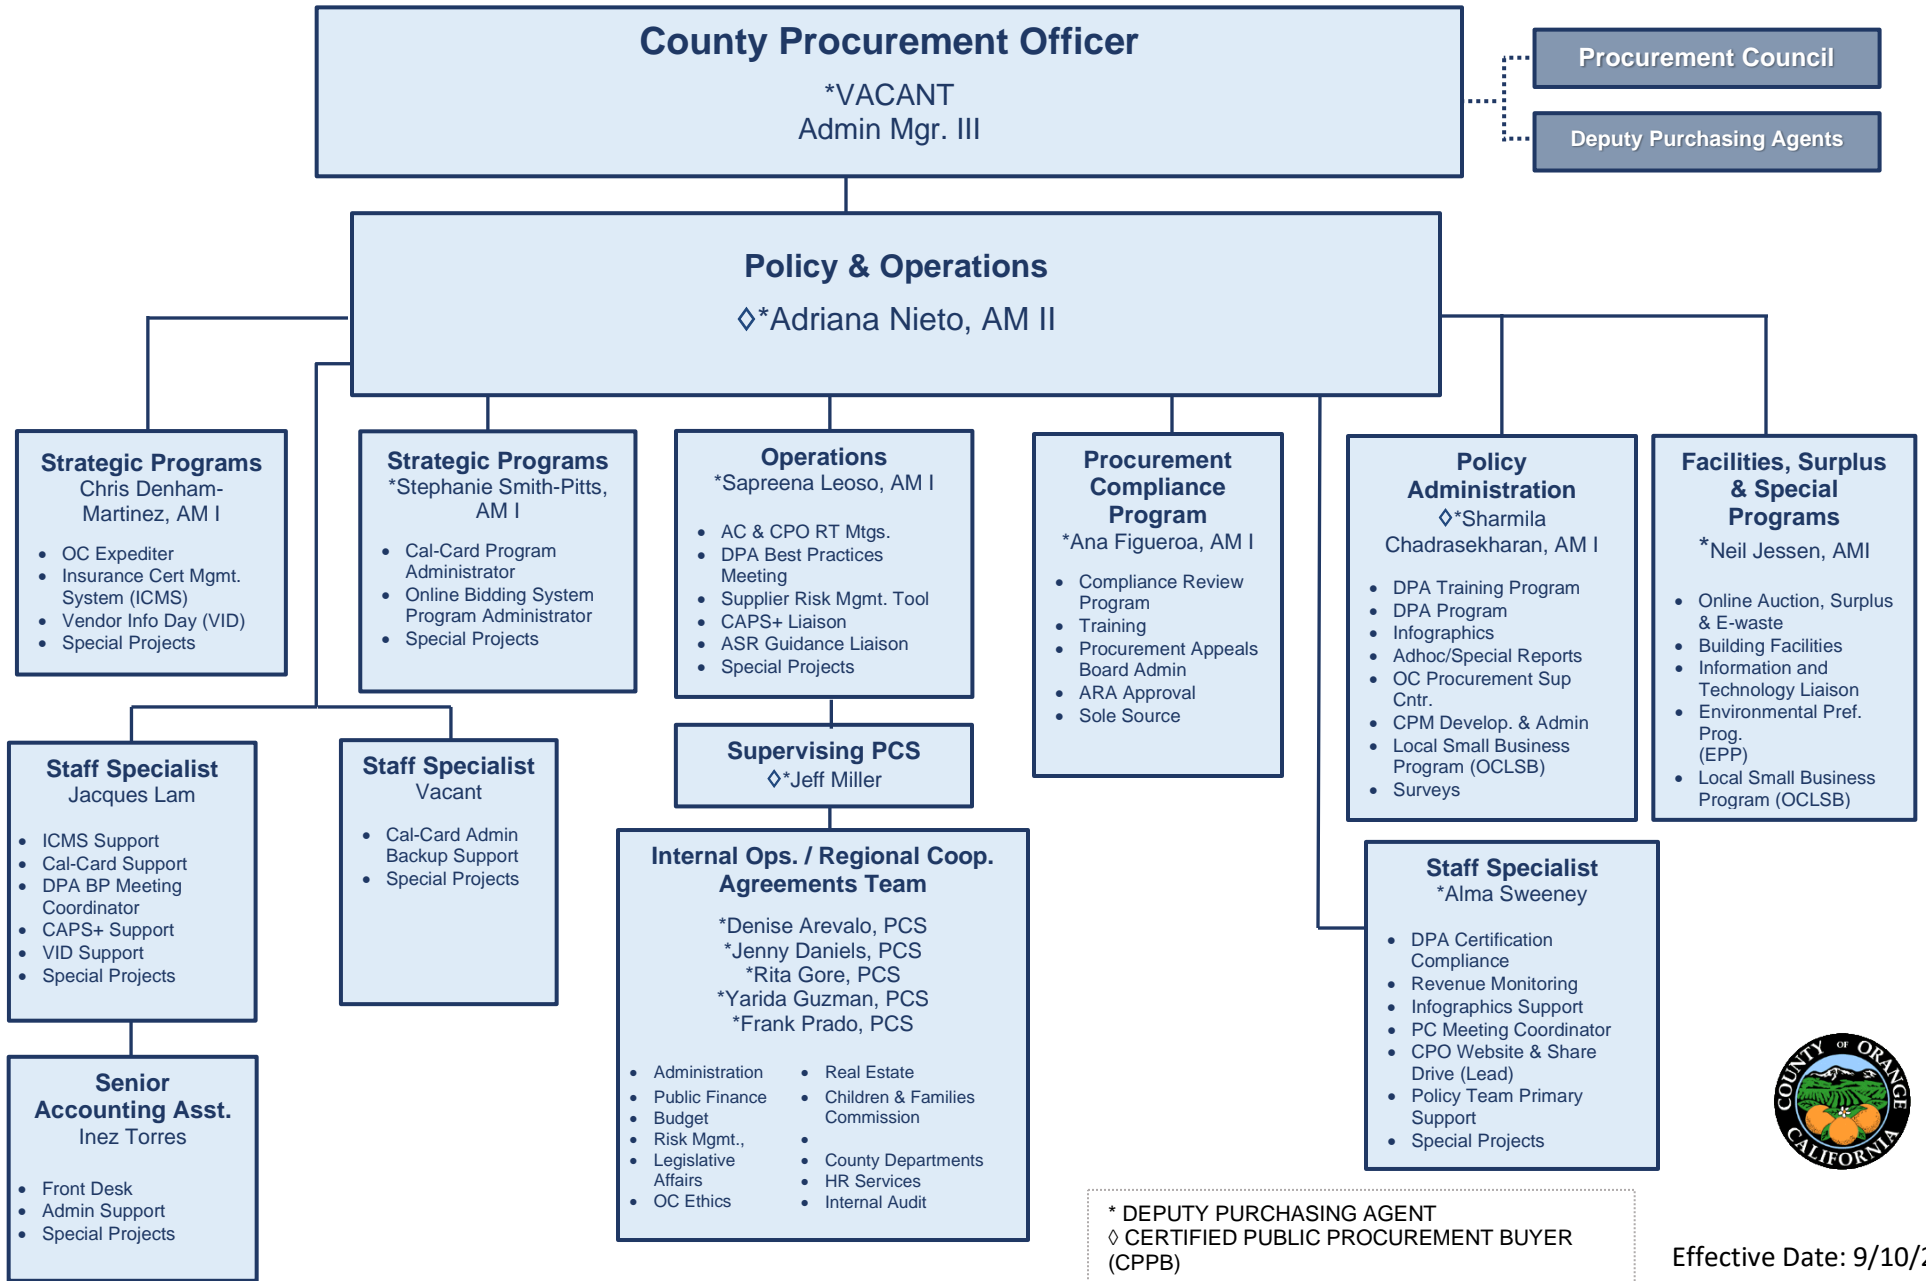 County Procurement Officer
*VACANT
Admin Mgr. III
Procurement Council
Deputy Purchasing Agents
Policy & Operations
◊*Adriana Nieto, AM II
Strategic Programs
Chris Denham-
Martinez, AM I
• OC Expediter
• Insurance Cert Mgmt.
System (ICMS)
• Vendor Info Day (VID)
• Special Projects
Strategic Programs
*Stephanie Smith-Pitts,
AM I
• Cal-Card Program
Administrator
• Online Bidding System
Program Administrator
• Special Projects
Operations
*Sapreena Leoso, AM I
• AC & CPO RT Mtgs.
• DPA Best Practices
Meeting
• Supplier Risk Mgmt. Tool
• CAPS+ Liaison
• ASR Guidance Liaison
• Special Projects
Procurement
Compliance
Program
*Ana Figueroa, AM I
• Compliance Review
Program
• Training
• Procurement Appeals
Board Admin
• ARA Approval
• Sole Source
Policy
Administration
◊*Sharmila
Chadrasekharan, AM I
• DPA Training Program
• DPA Program
• Infographics
• Adhoc/Special Reports
• OC Procurement Sup
Cntr.
• CPM Develop. & Admin
• Local Small Business
Program (OCLSB)
• Surveys
Facilities, Surplus
& Special
Programs
*Neil Jessen, AMI
• Online Auction, Surplus
& E-waste
• Building Facilities
• Information and
Technology Liaison
• Environmental Pref.
Prog.
(EPP)
• Local Small Business
Program (OCLSB)
Staff Specialist
Jacques Lam
• ICMS Support
• Cal-Card Support
• DPA BP Meeting
Coordinator
• CAPS+ Support
• VID Support
• Special Projects
Staff Specialist
Vacant
• Cal-Card Admin
Backup Support
• Special Projects
Supervising PCS
◊*Jeff Miller
Internal Ops. / Regional Coop.
Agreements Team
*Denise Arevalo, PCS
*Jenny Daniels, PCS
*Rita Gore, PCS
*Yarida Guzman, PCS
*Frank Prado, PCS
• Administration
• Public Finance
• Budget
• Risk Mgmt.,
• Legislative
Affairs
• OC Ethics
• Real Estate
• Children & Families
Commission
•
• County Departments
• HR Services
• Internal Audit
Staff Specialist
*Alma Sweeney
• DPA Certification
Compliance
• Revenue Monitoring
• Infographics Support
• PC Meeting Coordinator
• CPO Website & Share
Drive (Lead)
• Policy Team Primary
Support
• Special Projects
Senior
Accounting Asst.
Inez Torres
• Front Desk
• Admin Support
• Special Projects
COUNTY OF ORANGE
CALIFORNIA
* DEPUTY PURCHASING AGENT
◊ CERTIFIED PUBLIC PROCUREMENT BUYER
(CPPB)
Effective Date: 9/10/2